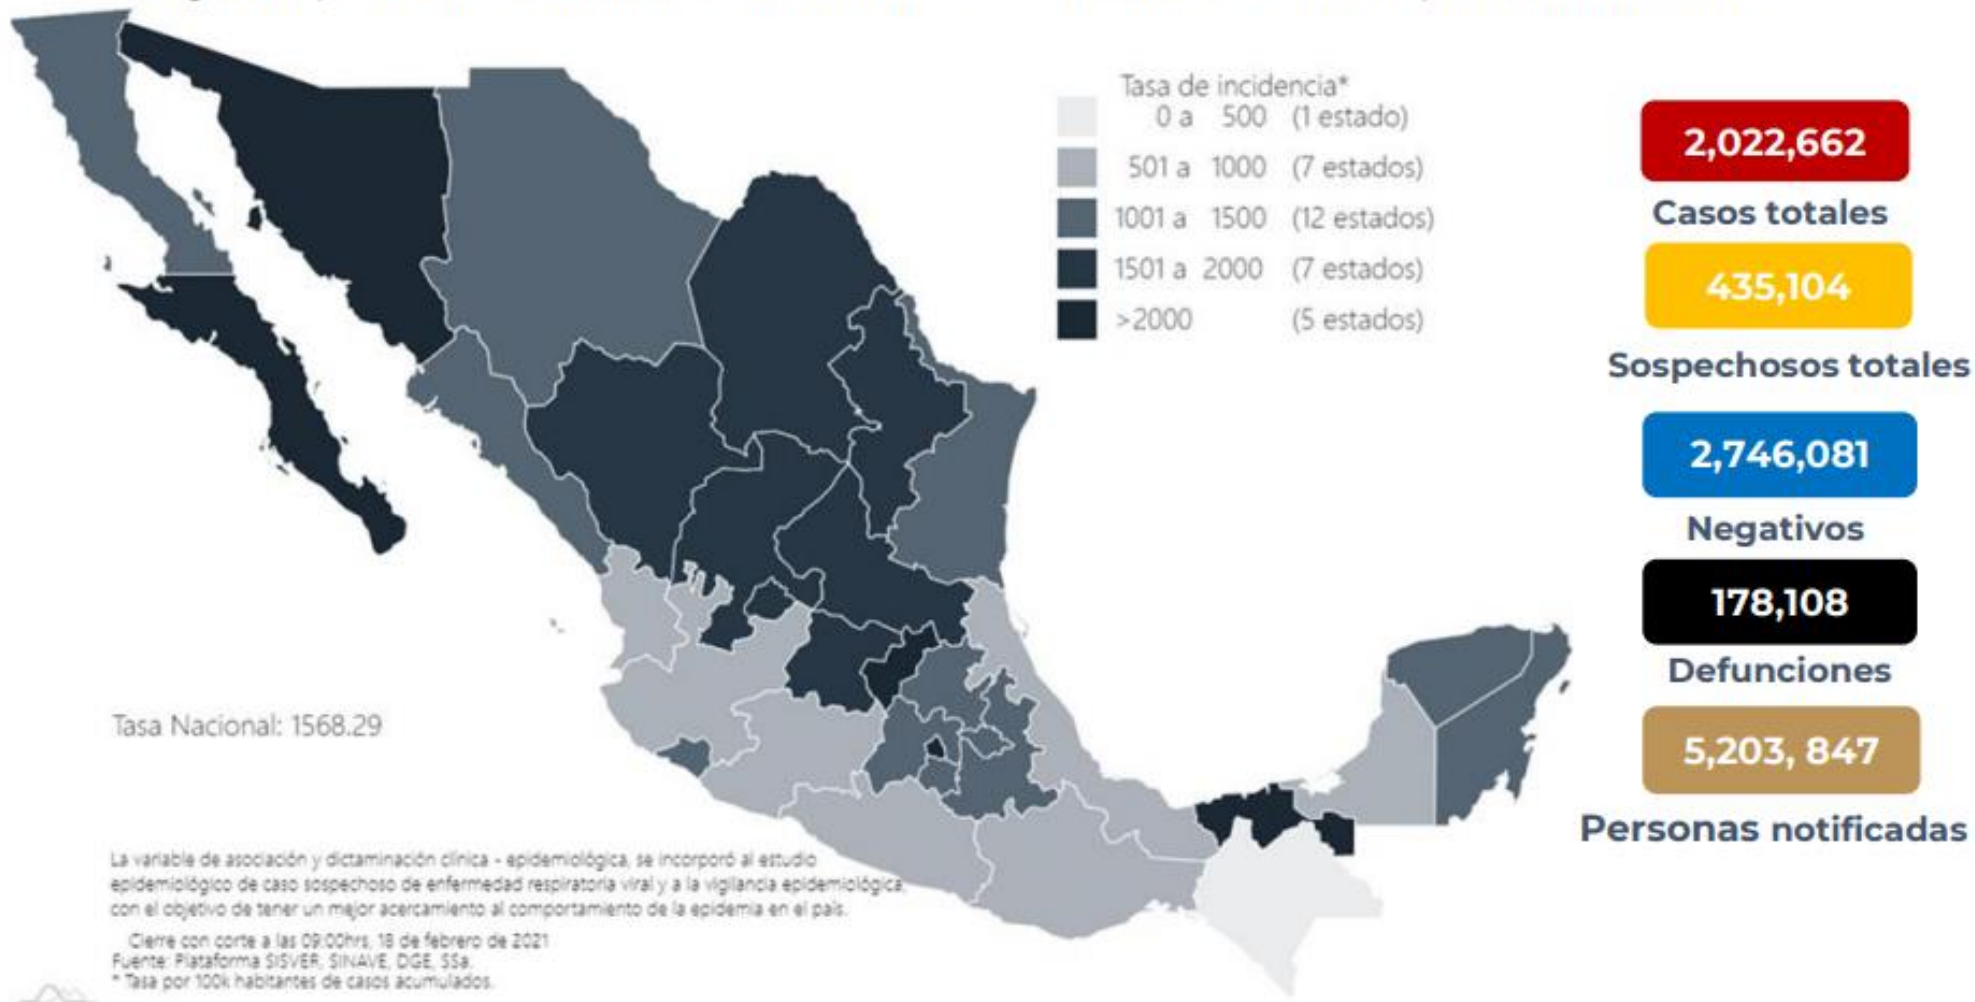 Tasa de incidencia*
0 a 500 (1 estado)
501 a 1000 (7 estados)
1001 a 1500 (12 estados)
1501 a 2000 (7 estados)
>2000 (5 estados)
2,022,662
Casos totales
435,104
Sospechosos totales
2,746,081
Negativos
178,108
Defunciones
5,203, 847
Personas notificadas
Tasa Nacional: 1568.29
La variable de asociación y dictaminación clínica - epidemiológica, se incorporó al estudio
epidemiológico de caso sospechoso de enfermedad respiratoria viral y a la vigilancia epidemiológica,
con el objetivo de tener un mejor acercamiento al comportamiento de la epidemia en el país.
Cierre con corte a las 09:00hrs, 18 de febrero de 2021
Fuente: Plataforma SISVER, SINAVE, DGE, SSa.
* Tasa por 100k habitantes de casos acumulados.